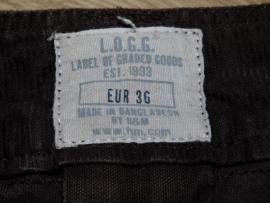 L.O.G.G.
LABEL OF GRADED GOODS
EST. 1993
EUR 36
MADE IN BANGLADESH
BY H&M
www.hm.com